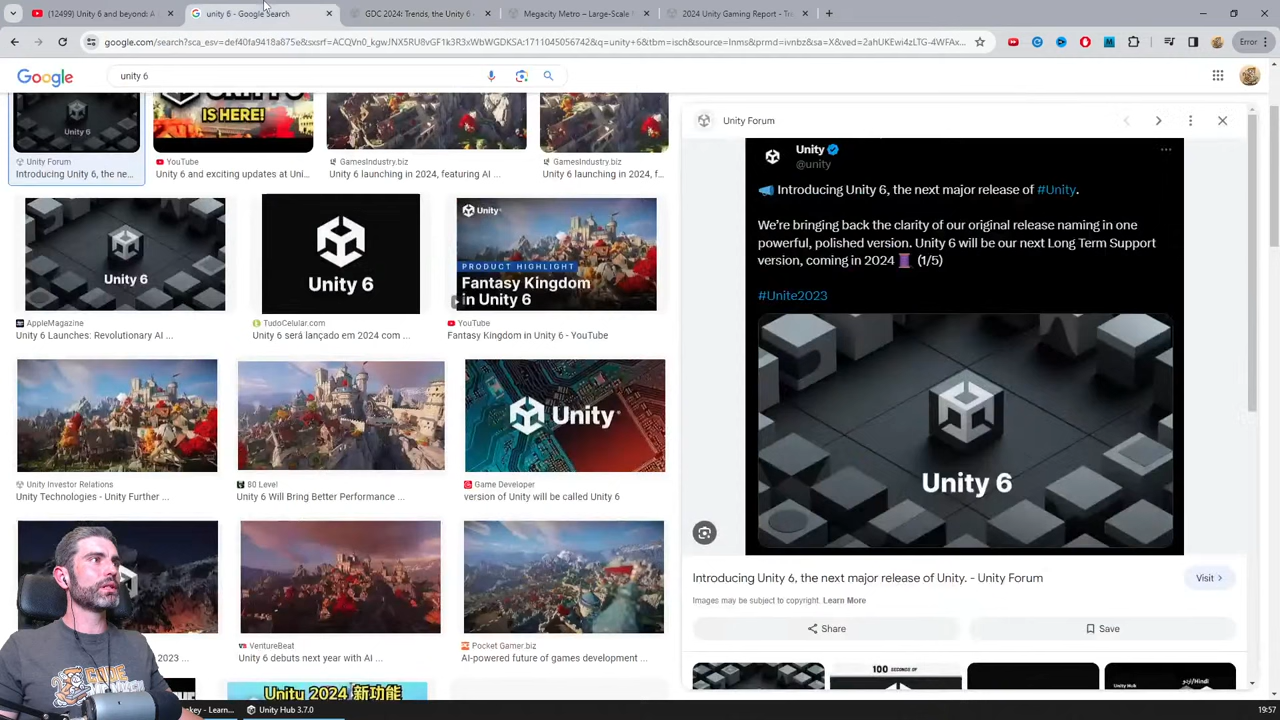 (12499) Unity 6 and beyond: A
unity 6 - Google Search
GDC 2024: Trends, the Unity 6
Megacity Metro – Large-Scale
2024 Unity Gaming Report - Tr
google.com/search?sca_esv=def40fa9418a875e&sxsrf=ACQVn0_kgwJNX5RU8vGF1k3R3xWbWGDKSA:1711045056742&q=unity+6&tbm=isch&source=lnms&prmd=ivnbz&sa=X&ved=2ahUKEwi4zLTG-4WFAx...
Error
Google
unity 6
Unity 6
IS HERE!
Unity Forum
Introducing Unity 6, the ne...
YouTube
Unity 6 and exciting updates at Uni...
GamesIndustry.biz
Unity 6 launching in 2024, featuring AI ...
GamesIndustry.biz
Unity 6 launching in 2024, f...
Unity 6
AppleMagazine
Unity 6 Launches: Revolutionary AI ...
Unity 6
TudoCelular.com
Unity 6 será lançado em 2024 com ...
Unity
PRODUCT HIGHLIGHT
Fantasy Kingdom
in Unity 6
YouTube
Fantasy Kingdom in Unity 6 - YouTube
Unity Investor Relations
Unity Technologies - Unity Further ...
80 Level
Unity 6 Will Bring Better Performance ...
Unity
Game Developer
version of Unity will be called Unity 6
2023 ...
VentureBeat
Unity 6 debuts next year with AI ...
Pocket Gamer.biz
AI-powered future of games development ...
Unity 2024 新功能
Unity Forum
Unity
@unity
Introducing Unity 6, the next major release of #Unity.
We're bringing back the clarity of our original release naming in one
powerful, polished version. Unity 6 will be our next Long Term Support
version, coming in 2024 (1/5)
#Unite2023
Unity 6
Introducing Unity 6, the next major release of Unity. - Unity Forum
Visit
Images may be subject to copyright. Learn More
Share
Save
100 SECONDS OF
Unity Hub
اردو/Hindi
key - Learn...
Unity Hub 3.7.0
19:57